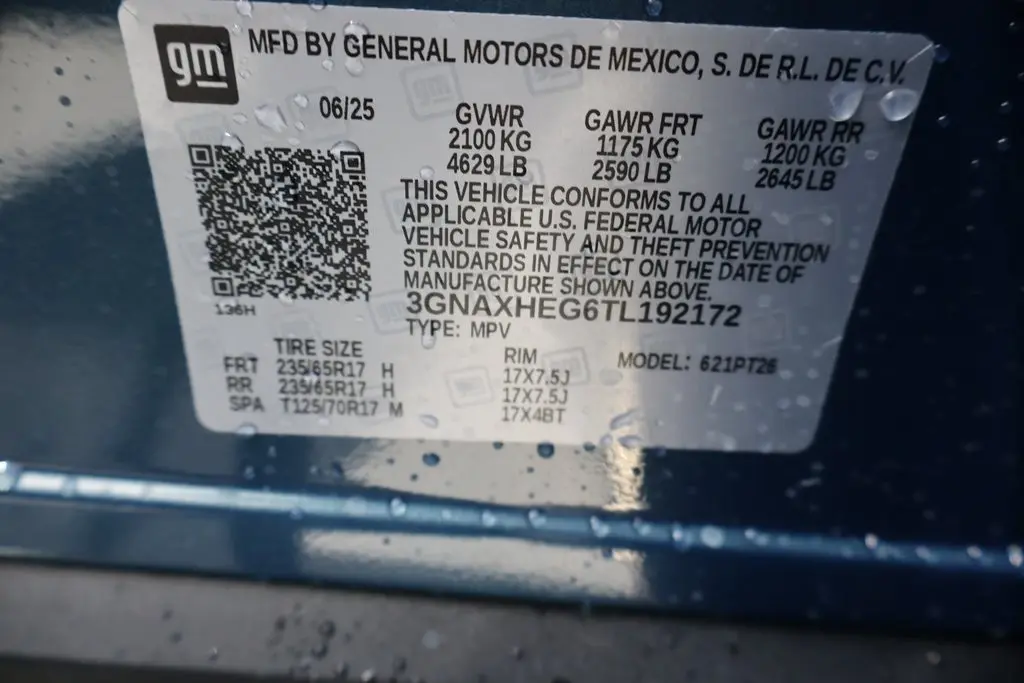 gm
MFD BY GENERAL MOTORS DE MEXICO, S. DE R.L. DE C.V.
06/25 GVWR GAWR FRT GAWR RR
2100 KG 1175 KG 1200 KG
4629 LB 2590 LB 2645 LB
THIS VEHICLE CONFORMS TO ALL
APPLICABLE U.S. FEDERAL MOTOR
VEHICLE SAFETY AND THEFT PREVENTION
STANDARDS IN EFFECT ON THE DATE OF
MANUFACTURE SHOWN ABOVE.
136H 3GNAXHEG6TL192172
TYPE: MPV
TIRE SIZE RIM MODEL: 621PT26
FRT 235/65R17 H 17X7.5J
RR 235/65R17 H 17X7.5J
SPA T125/70R17 M 17X4BT